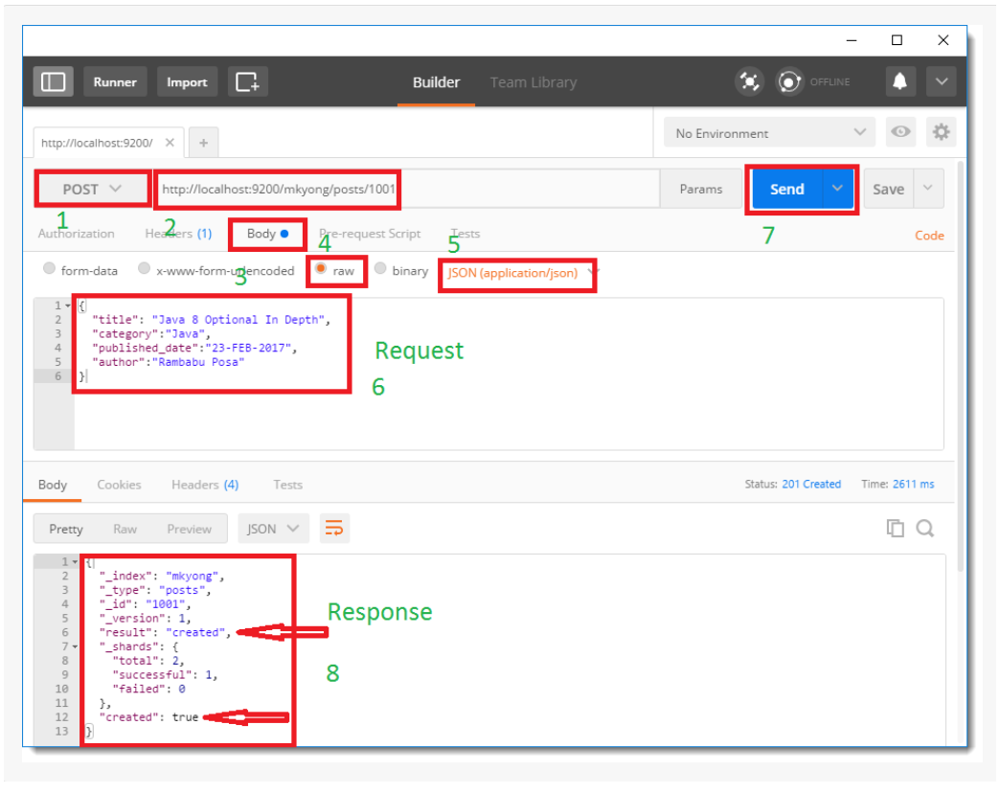 Runner Import Builder Team Library OFFLINE
http://localhost:9200/ × + No Environment
POST http://localhost:9200/mkyong/posts/1001 Params Send Save
1 2 4 5 7
Authorization Headers (1) Body Pre-request Script Tests Code
form-data x-www-form-urlencoded raw binary JSON (application/json)
3
1 {
2 "title": "Java 8 Optional In Depth",
3 "category":"Java",
4 "published_date":"23-FEB-2017",
5 "author":"Rambabu Posa"
6 }
Request
6
Body Cookies Headers (4) Tests Status: 201 Created Time: 2611 ms
Pretty Raw Preview JSON
1 {
2 "_index": "mkyong",
3 "_type": "posts",
4 "_id": "1001",
5 "_version": 1,
6 "result": "created",
7 "_shards": {
8 "total": 2,
9 "successful": 1,
10 "failed": 0
11 },
12 "created": true
13 }
Response
8